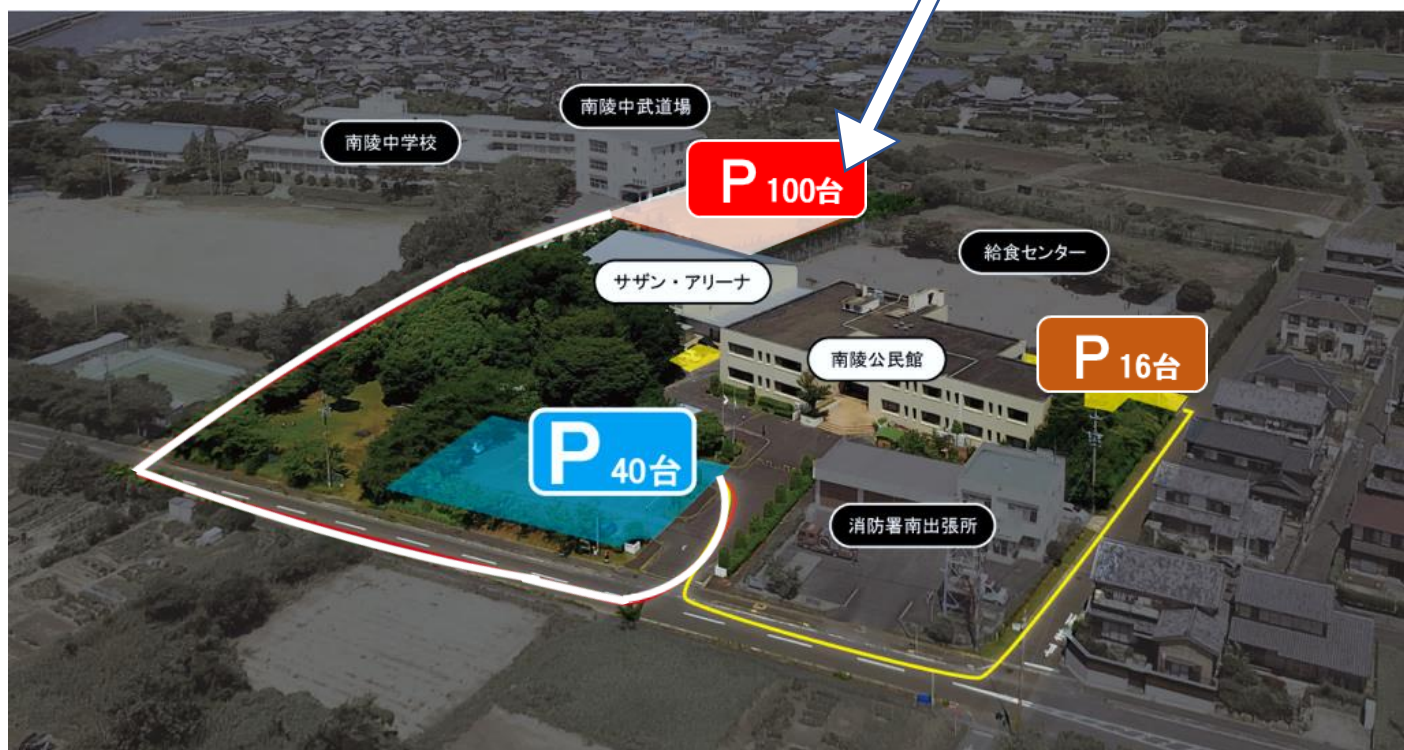 南陵中武道場
南陵中学校
P 100台
給食センター
サザン・アリーナ
南陵公民館
P 16台
P 40台
消防署南出張所